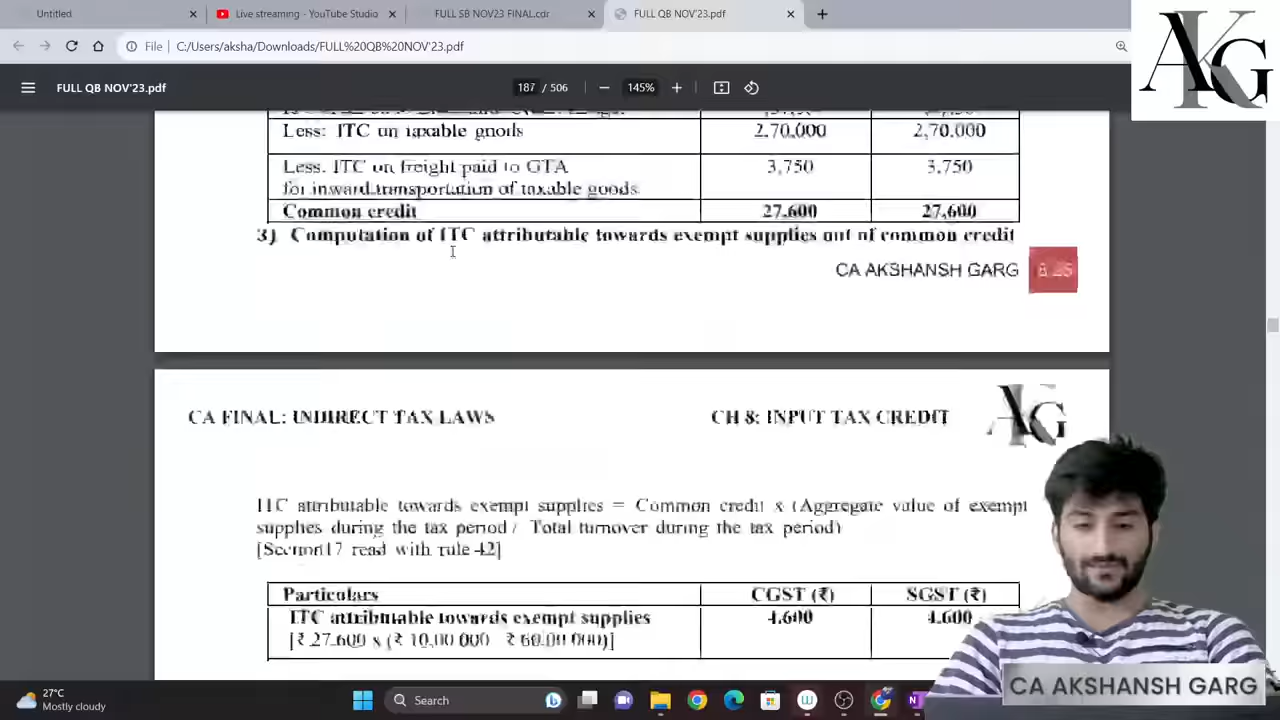 Untitled
Live streaming - YouTube Studio
FULL SB NOV23 FINAL.cdr
FULL QB NOV'23.pdf
File | C:/Users/aksha/Downloads/FULL%20QB%20NOV'23.pdf
AKG
FULL QB NOV'23.pdf
187 / 506
145%
Less: ITC on taxable goods 2,70,000 2,70,000
Less: ITC on freight paid to GTA 3,750 3,750
for inward transportation of taxable goods
Common credit 27,600 27,600
3) Computation of ITC attributable towards exempt supplies out of common credit
CA AKSHANSH GARG 8.25
CA FINAL: INDIRECT TAX LAWS CH 8: INPUT TAX CREDIT AKG
ITC attributable towards exempt supplies = Common credit x (Aggregate value of exempt
supplies during the tax period / Total turnover during the tax period)
[Section17 read with rule 42]
Particulars CGST (₹) SGST (₹)
ITC attributable towards exempt supplies 4,600 4,600
[₹ 27,600 x (₹ 10,00,000 ₹ 60,00,000)]
CA AKSHANSH GARG
27°C
Mostly cloudy
Search